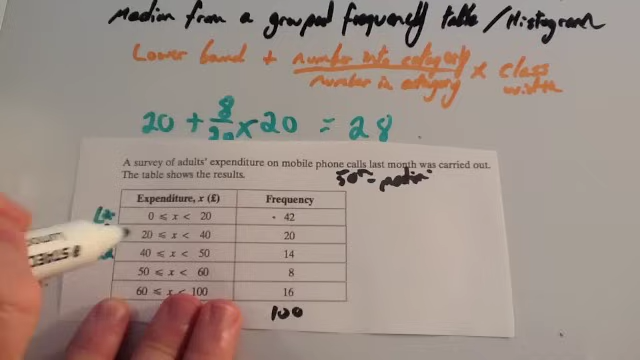 Median from a grouped frequency table / Histogram
Lower bound + number into category / number in category × class width
20 + 8/20 × 20 = 28
A survey of adults' expenditure on mobile phone calls last month was carried out.
The table shows the results.
50th = median
Expenditure, x (£) Frequency
0 ⩽ x < 20 42
20 ⩽ x < 40 20
40 ⩽ x < 50 14
50 ⩽ x < 60 8
60 ⩽ x < 100 16
100